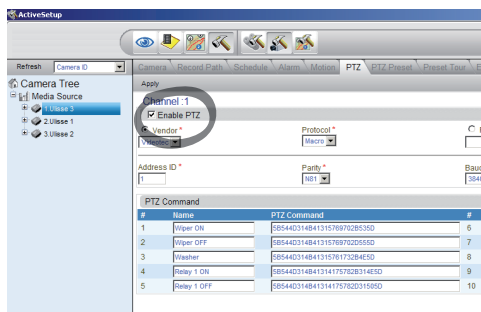 ActiveSetup
Refresh Camera ID
Camera Record Path Schedule Alarm Motion PTZ PTZ Preset Preset Tour
Camera Tree
Apply
Media Source
Channel :1
1.Ulisse 3
Enable PTZ
2.Ulisse 1
Vendor * Protocol *
3.Ulisse 2
Videotec Macro
Address ID * Parity *
1 N81
PTZ Command
# Name PTZ Command #
1 Wiper ON 5B544D314B41315769702B535D 6
2 Wiper OFF 5B544D314B41315769702D555D 7
3 Washer 5B544D314B41315761732B4E5D 8
4 Relay 1 ON 5B544D314B41314175782B314E5D 9
5 Relay 1 OFF 5B544D314B41314175782D31505D 10